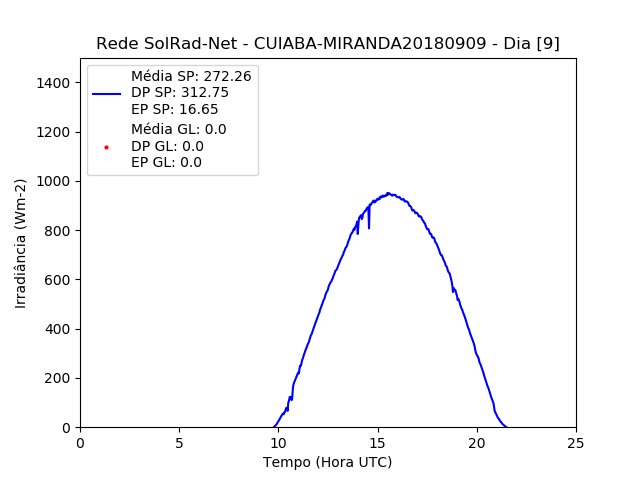 Rede SolRad-Net - CUIABA-MIRANDA20180909 - Dia [9]
Média SP: 272.26
DP SP: 312.75
EP SP: 16.65
Média GL: 0.0
DP GL: 0.0
EP GL: 0.0
Irradiância (Wm-2)
1400
1200
1000
800
600
400
200
0
0 5 10 15 20 25
Tempo (Hora UTC)